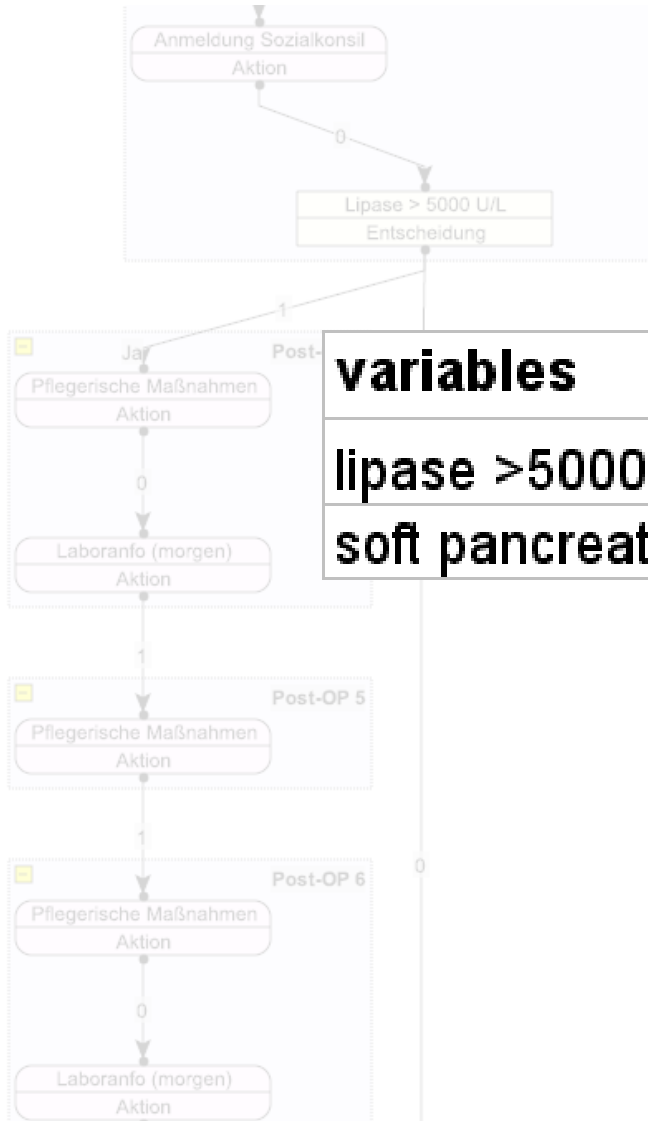 Anmeldung Sozialkonsil
Aktion
0
Lipase > 5000 U/L
Entscheidung
1
Ja
Post-
Pflegerische Maßnahmen
Aktion
variables
lipase >5000
0
soft pancreat
Laboranfo (morgen)
Aktion
1
Post-OP 5
Pflegerische Maßnahmen
Aktion
1
0
Post-OP 6
Pflegerische Maßnahmen
Aktion
0
Laboranfo (morgen)
Aktion